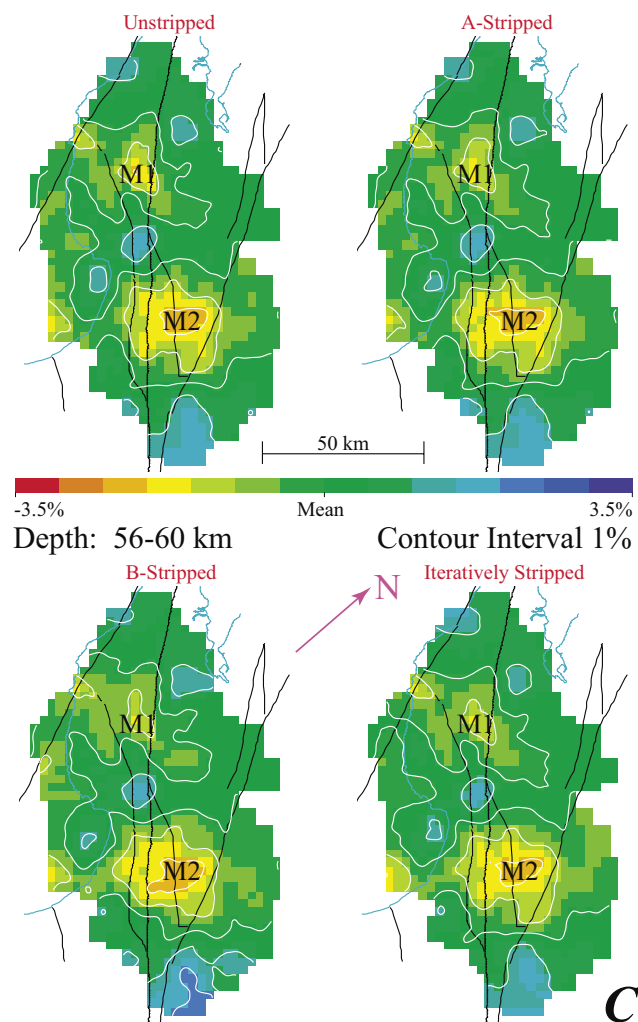 Unstripped
A-Stripped
M1
M1
M2
M2
50 km
-3.5%
Mean
3.5%
Depth: 56-60 km
Contour Interval 1%
B-Stripped
N
Iteratively Stripped
M1
M1
M2
M2
C